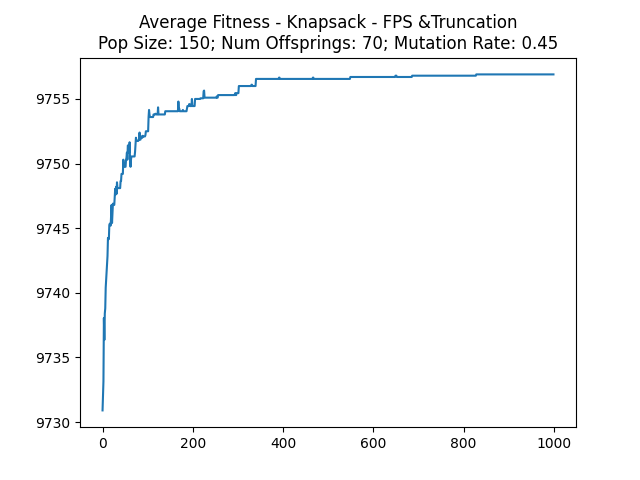 Average Fitness - Knapsack - FPS &Truncation
Pop Size: 150; Num Offsprings: 70; Mutation Rate: 0.45
9755
9750
9745
9740
9735
9730
0 200 400 600 800 1000